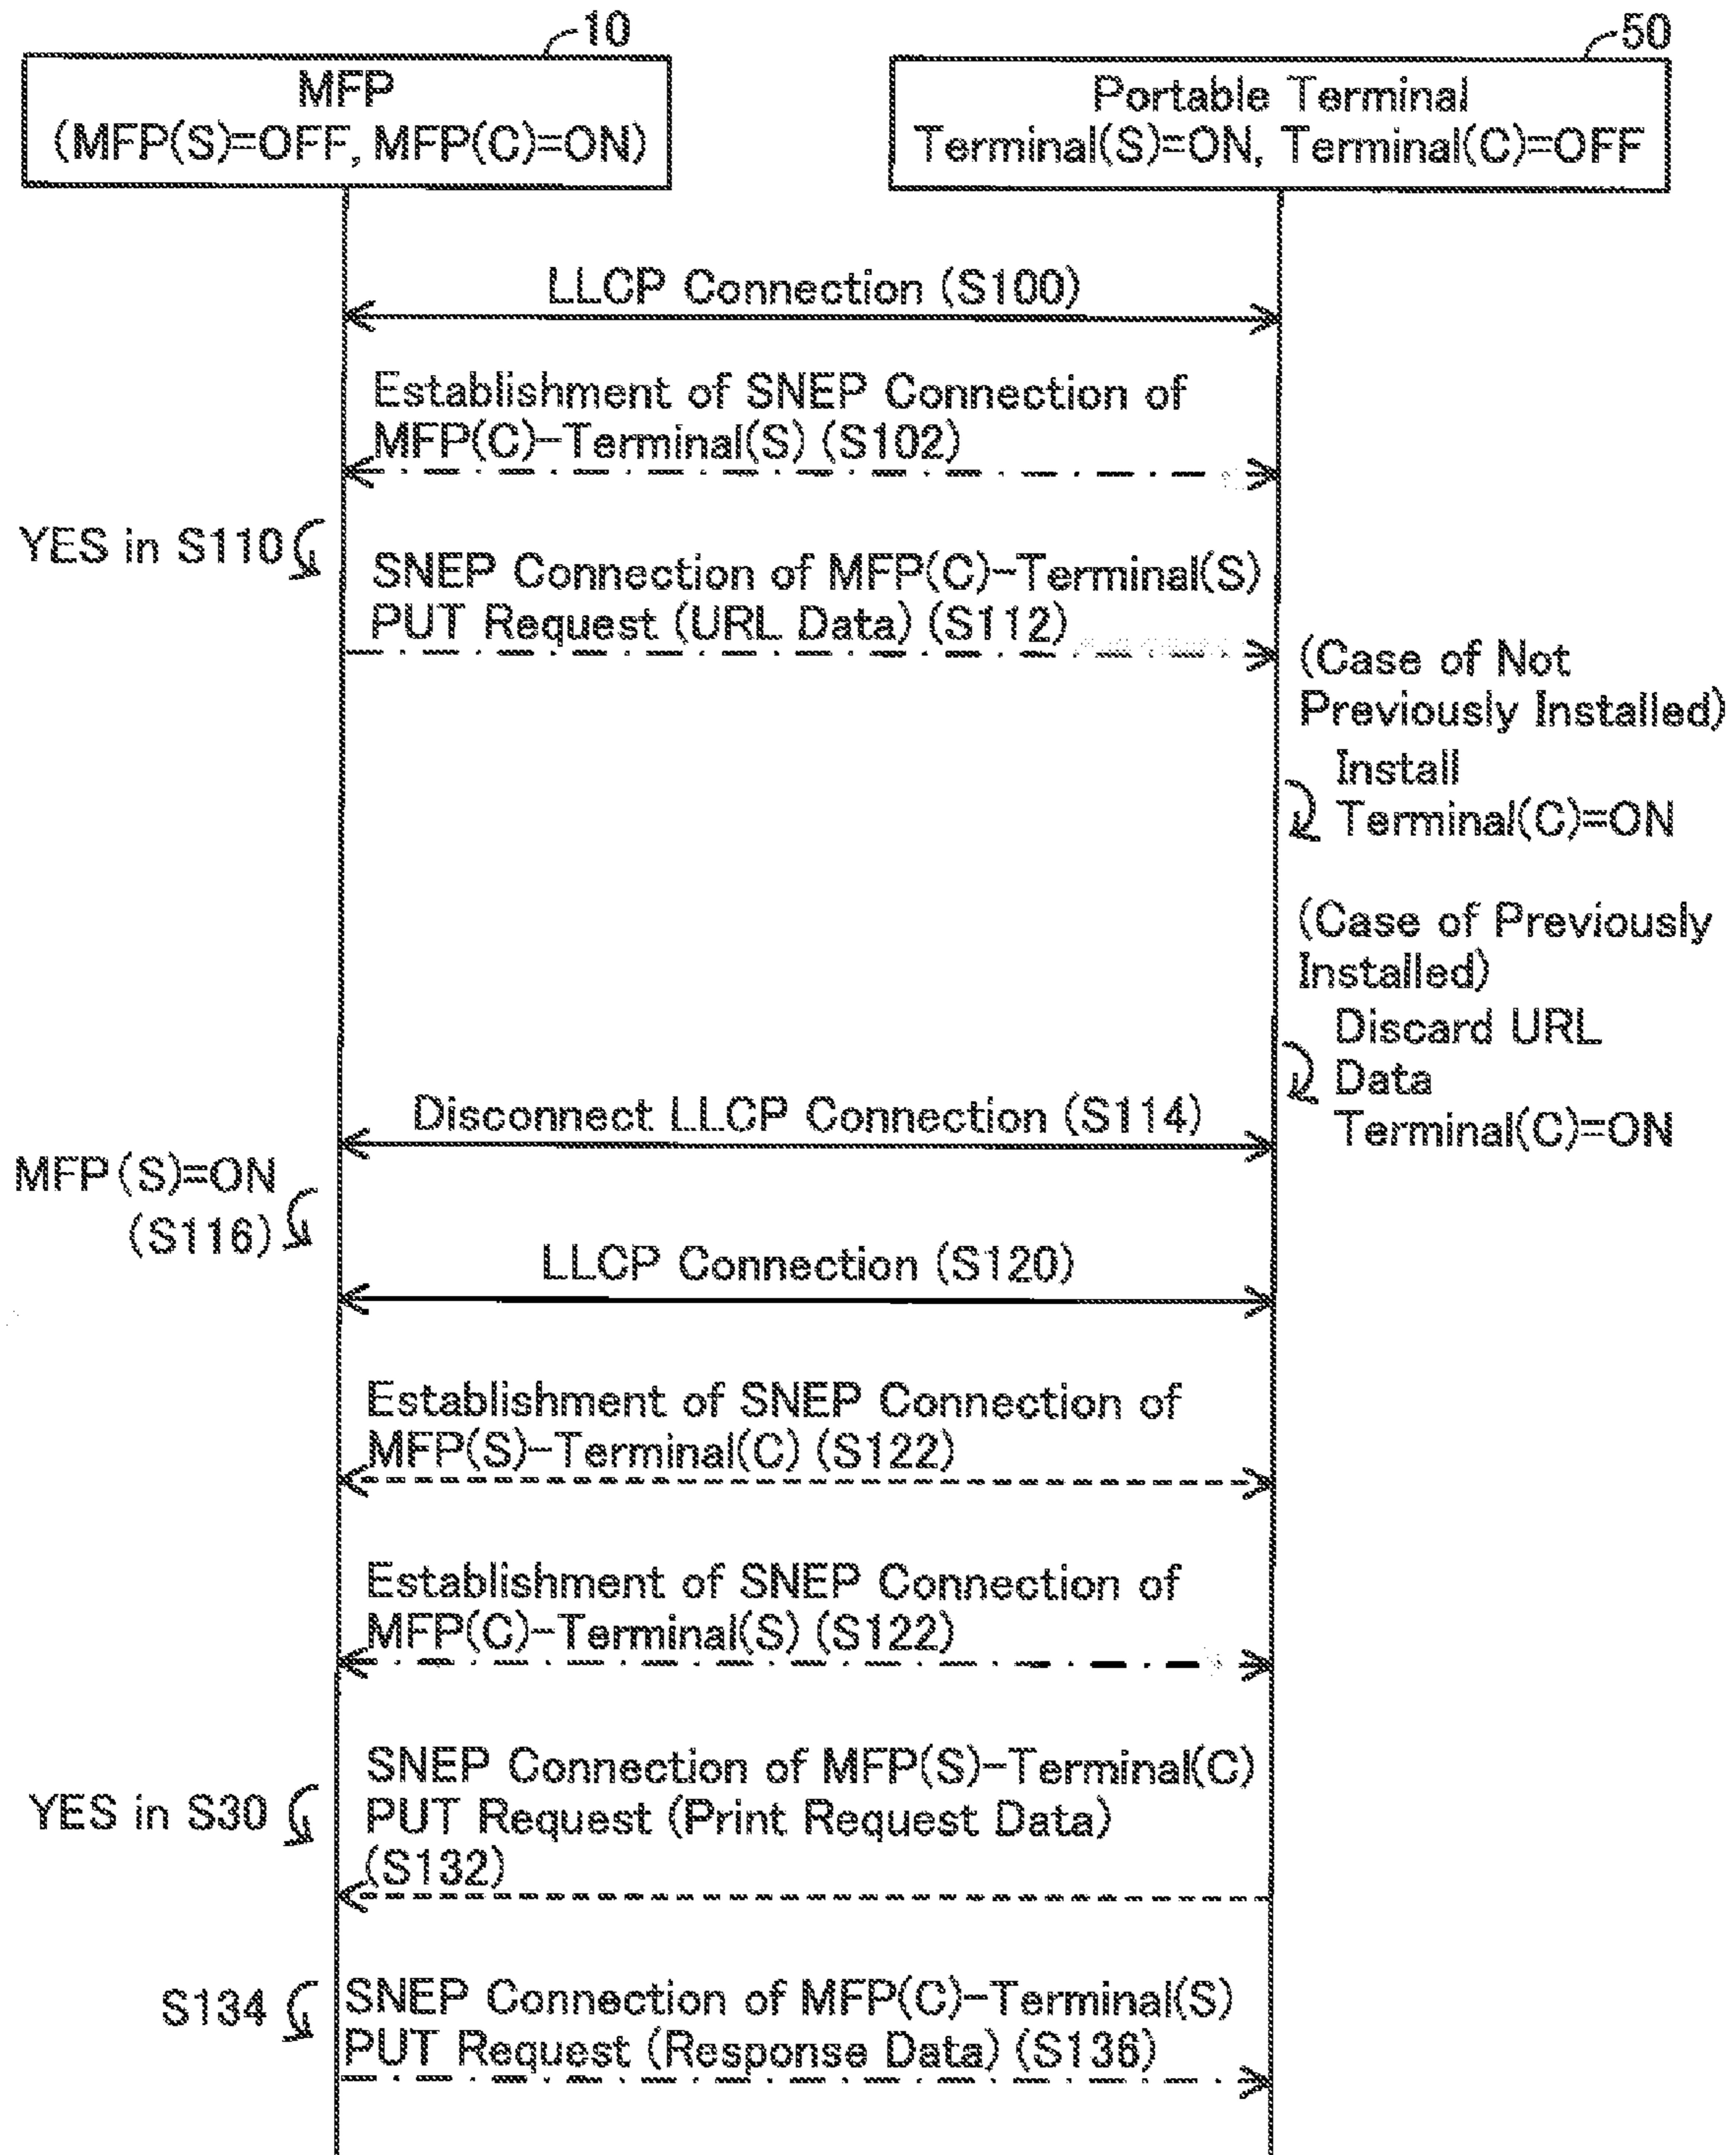 10
MFP
(MFP(S)=OFF, MFP(C)=ON)
50
Portable Terminal
Terminal(S)=ON, Terminal(C)=OFF
LLCP Connection (S100)
Establishment of SNEP Connection of
MFP(C)-Terminal(S) (S102)
YES in S110
SNEP Connection of MFP(C)-Terminal(S)
PUT Request (URL Data) (S112)
(Case of Not
Previously Installed)
Install
Terminal(C)=ON
(Case of Previously
Installed)
Discard URL
Data
Terminal(C)=ON
Disconnect LLCP Connection (S114)
MFP(S)=ON
(S116)
LLCP Connection (S120)
Establishment of SNEP Connection of
MFP(S)-Terminal(C) (S122)
Establishment of SNEP Connection of
MFP(C)-Terminal(S) (S122)
YES in S30
SNEP Connection of MFP(S)-Terminal(C)
PUT Request (Print Request Data)
(S132)
S134
SNEP Connection of MFP(C)-Terminal(S)
PUT Request (Response Data) (S136)